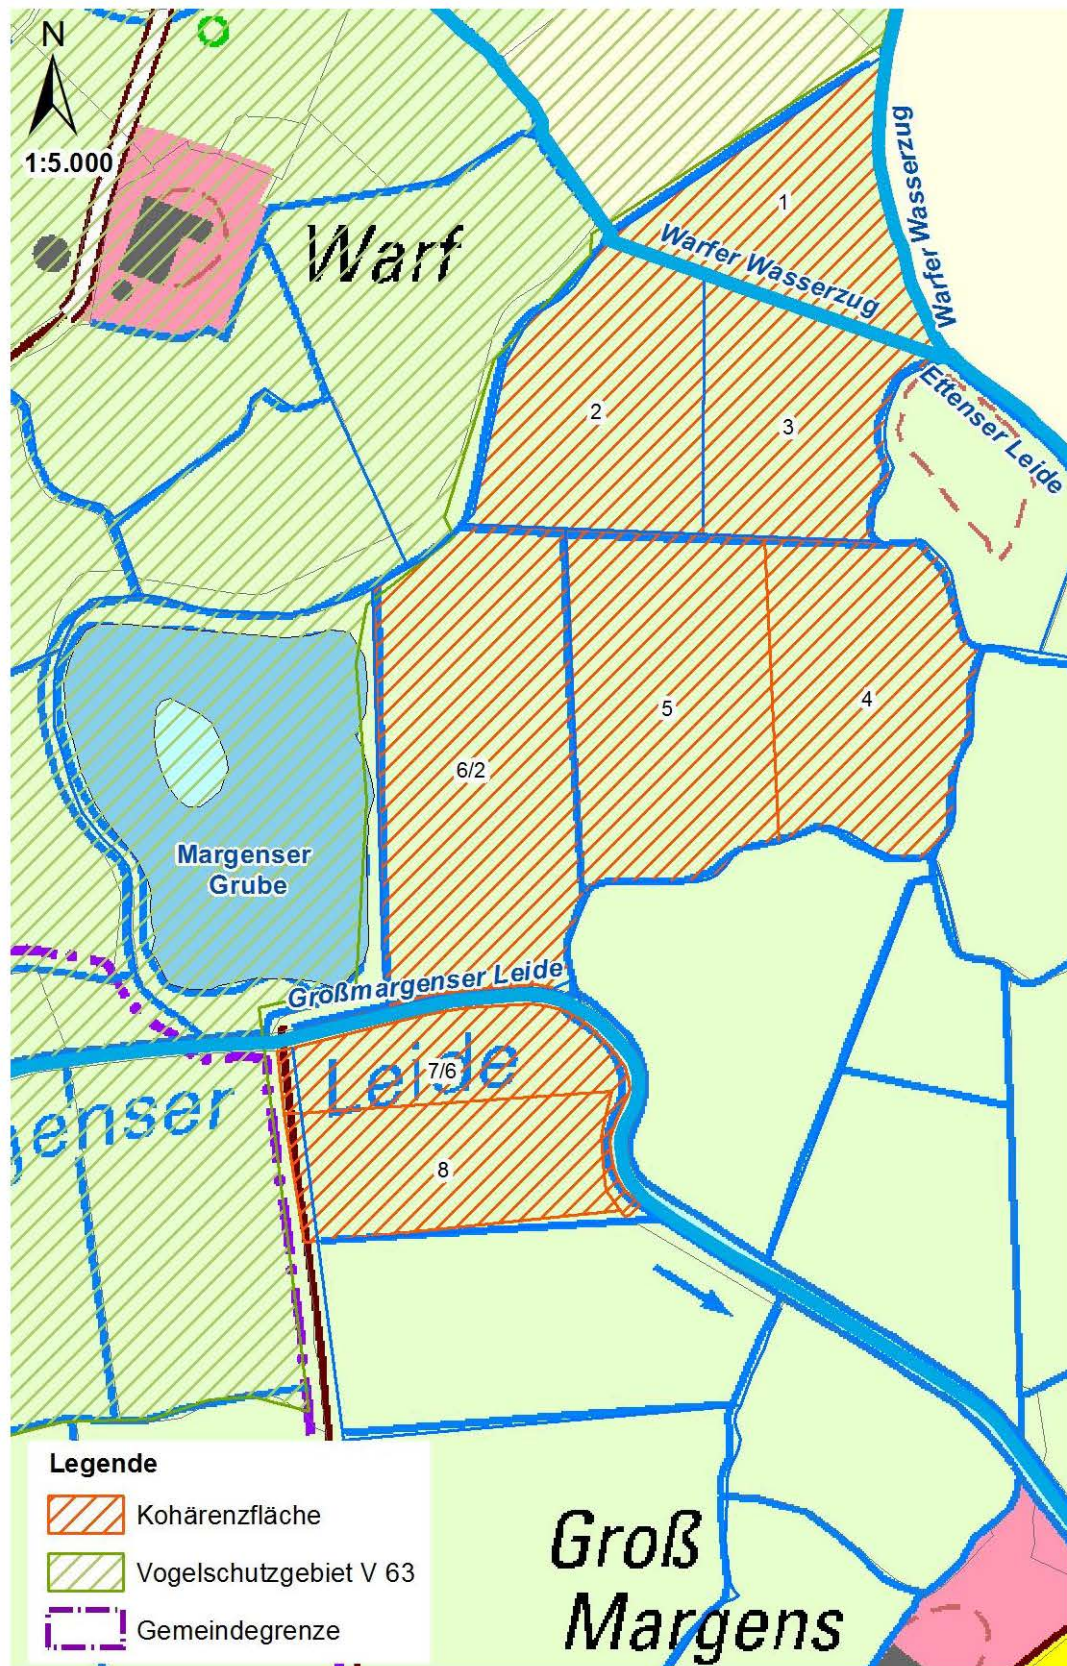 N
1:5.000
Warf
1
Warfer Wasserzug
Warfer Wasserzug
Ettenser Leide
2
3
4
5
6/2
Margenser
Grube
Großmargenser Leide
7/6
Leide
genser
8
Groß
Margens
Legende
Kohärenzfläche
Vogelschutzgebiet V 63
Gemeindegrenze